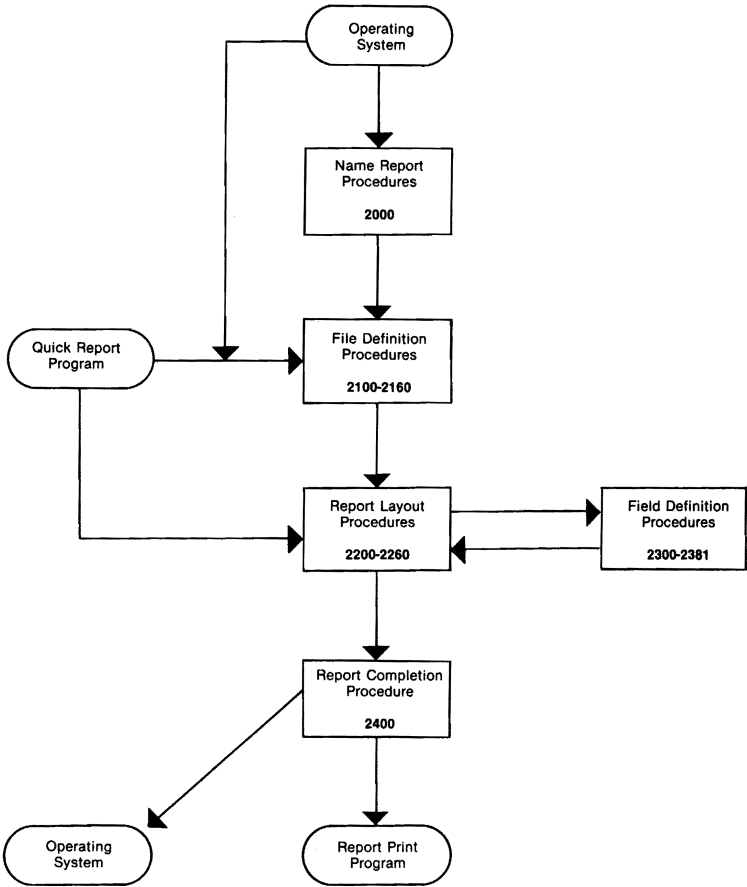 Operating
System
Name Report
Procedures
2000
Quick Report
Program
File Definition
Procedures
2100-2160
Report Layout
Procedures
2200-2260
Field Definition
Procedures
2300-2381
Report Completion
Procedure
2400
Operating
System
Report Print
Program